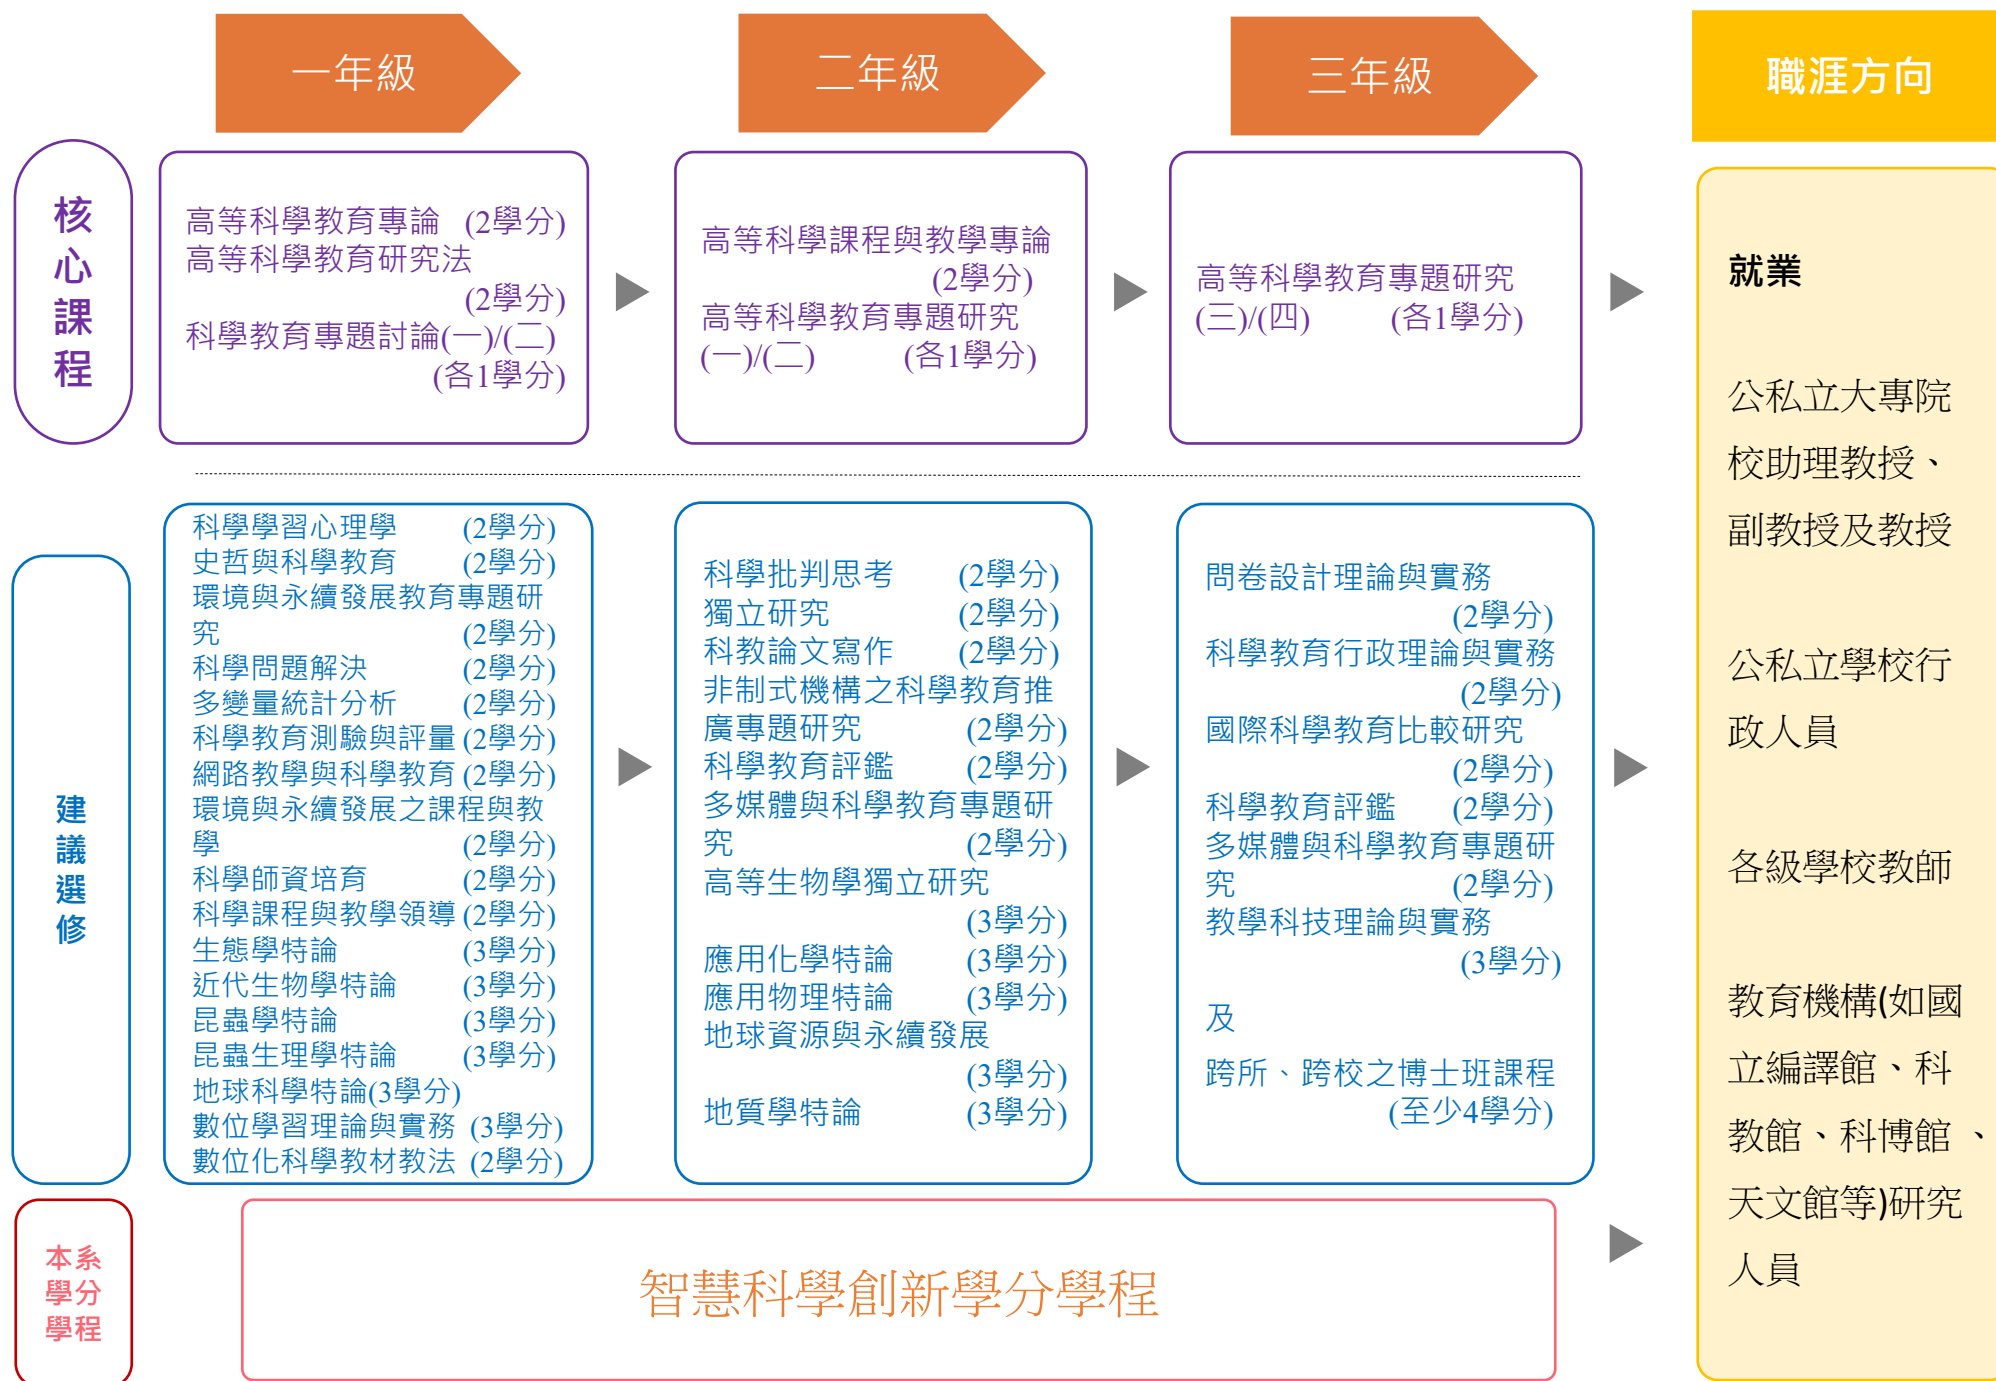 一年級
二年級
三年級
職涯方向
核
心
課
程
高等科學教育專論 (2學分)
高等科學教育研究法
(2學分)
科學教育專題討論(一)/(二)
(各1學分)
高等科學課程與教學專論
(2學分)
高等科學教育專題研究
(一)/(二) (各1學分)
高等科學教育專題研究
(三)/(四) (各1學分)
建
議
選
修
科學學習心理學 (2學分)
史哲與科學教育 (2學分)
環境與永續發展教育專題研
究 (2學分)
科學問題解決 (2學分)
多變量統計分析 (2學分)
科學教育測驗與評量 (2學分)
網路教學與科學教育 (2學分)
環境與永續發展之課程與教
學 (2學分)
科學師資培育 (2學分)
科學課程與教學領導 (2學分)
生態學特論 (3學分)
近代生物學特論 (3學分)
昆蟲學特論 (3學分)
昆蟲生理學特論 (3學分)
地球科學特論(3學分)
數位學習理論與實務 (3學分)
數位化科學教材教法 (2學分)
科學批判思考 (2學分)
獨立研究 (2學分)
科教論文寫作 (2學分)
非制式機構之科學教育推
廣專題研究 (2學分)
科學教育評鑑 (2學分)
多媒體與科學教育專題研
究 (2學分)
高等生物學獨立研究
(3學分)
應用化學特論 (3學分)
應用物理特論 (3學分)
地球資源與永續發展
(3學分)
地質學特論 (3學分)
問卷設計理論與實務
(2學分)
科學教育行政理論與實務
(2學分)
國際科學教育比較研究
(2學分)
科學教育評鑑 (2學分)
多媒體與科學教育專題研
究 (2學分)
教學科技理論與實務
(3學分)
及
跨所、跨校之博士班課程
(至少4學分)
本系
學分
學程
智慧科學創新學分學程
就業
公私立大專院
校助理教授、
副教授及教授
公私立學校行
政人員
各級學校教師
教育機構(如國
立編譯館、科
教館、科博館、
天文館等)研究
人員